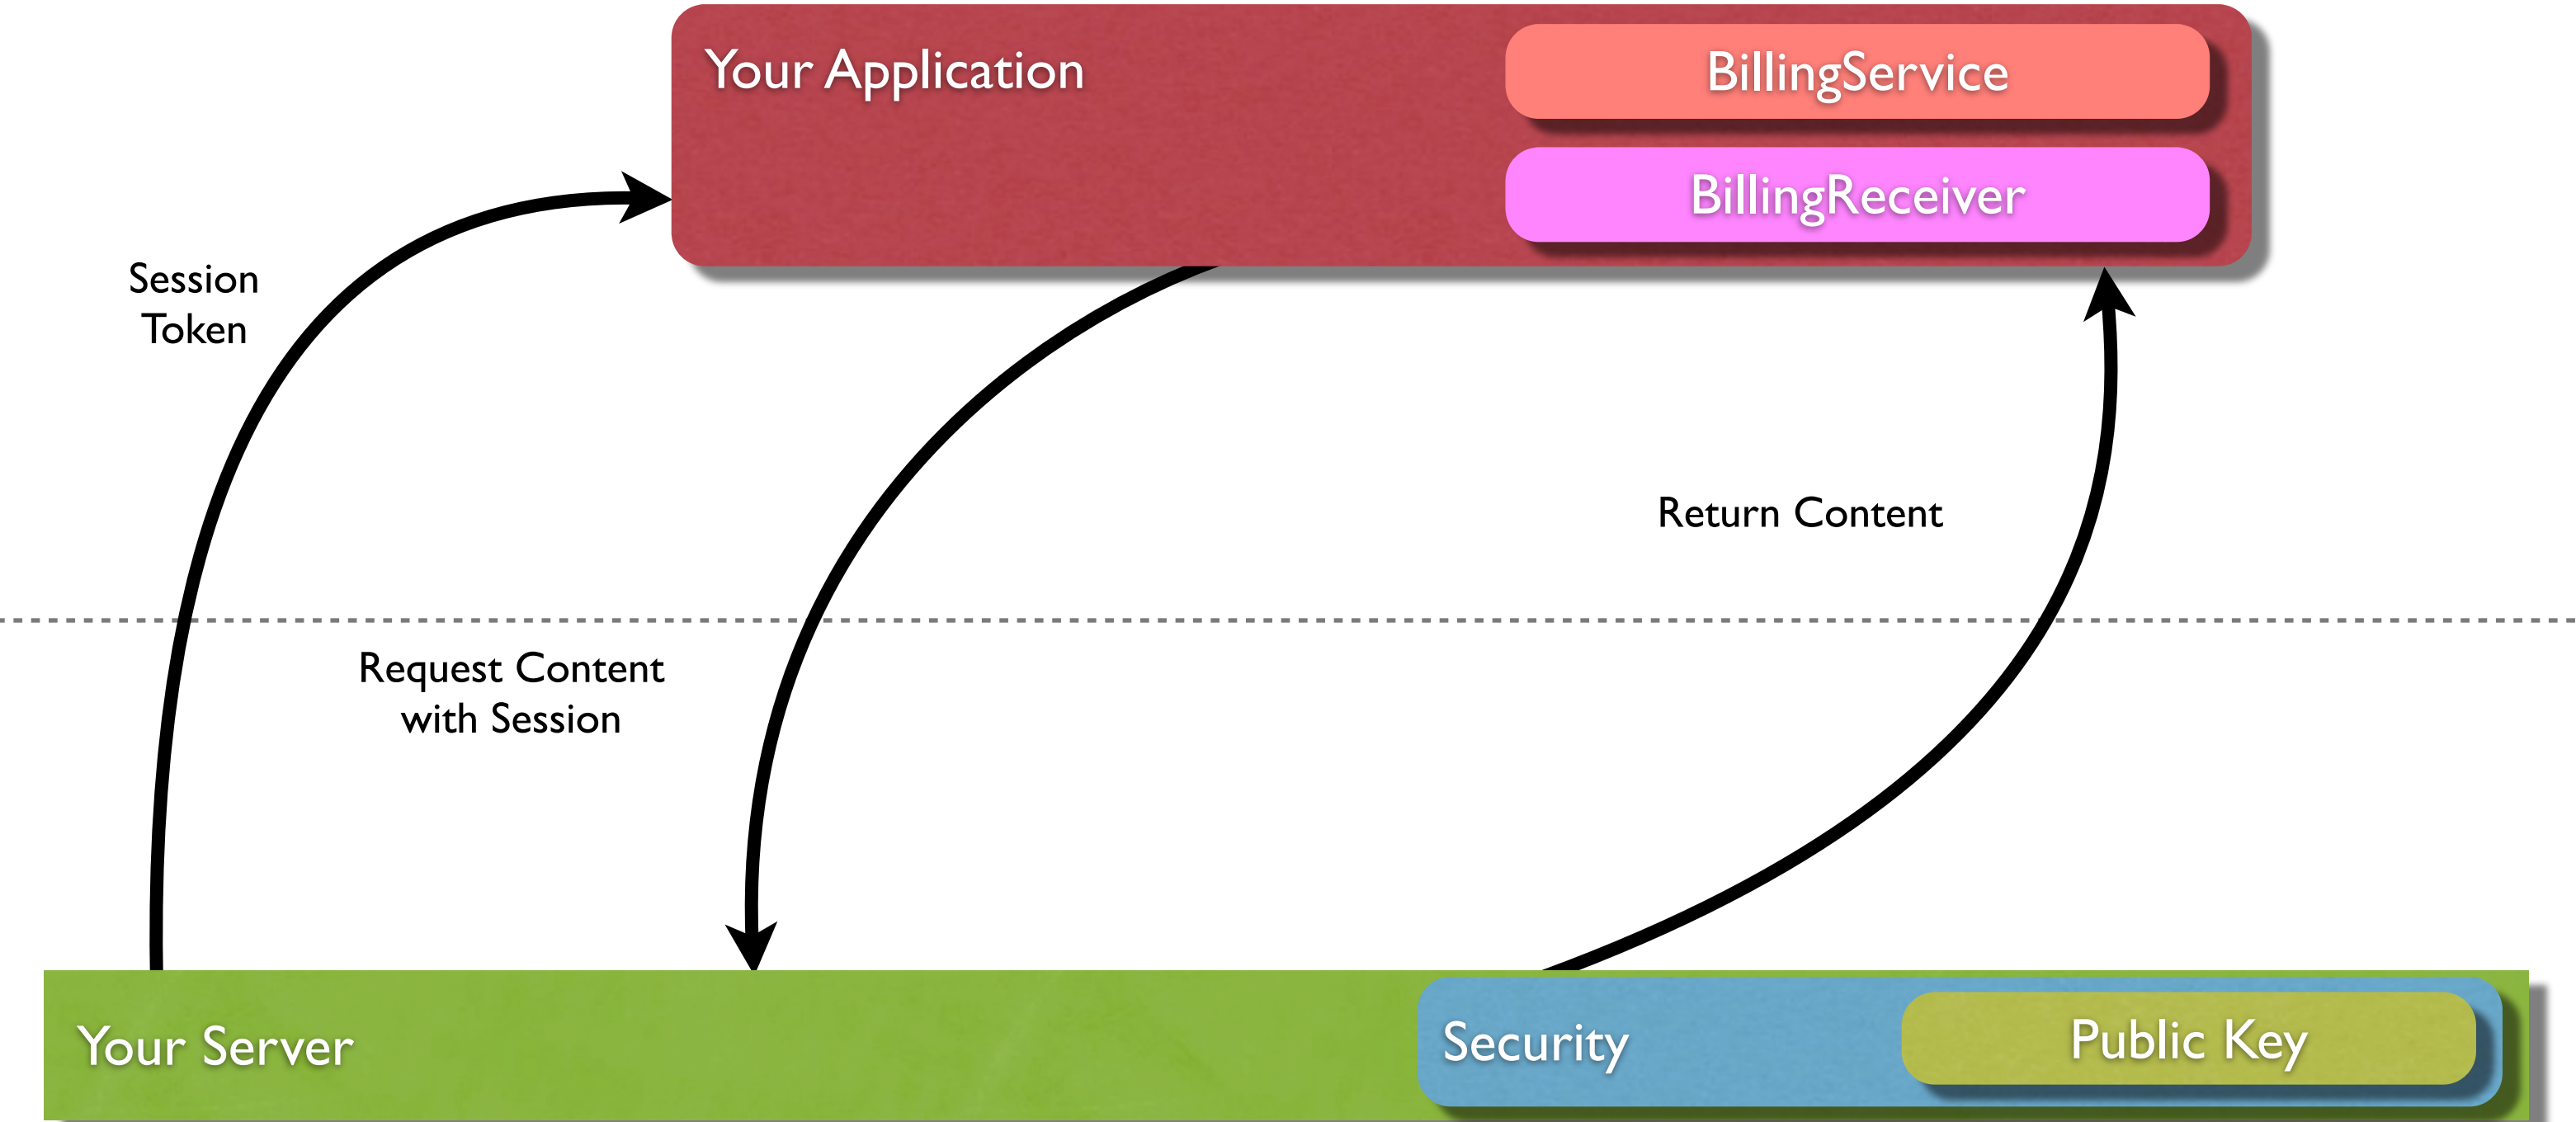 Your Application
BillingService
BillingReceiver
Session
Token
Return Content
Request Content
with Session
Your Server
Security
Public Key